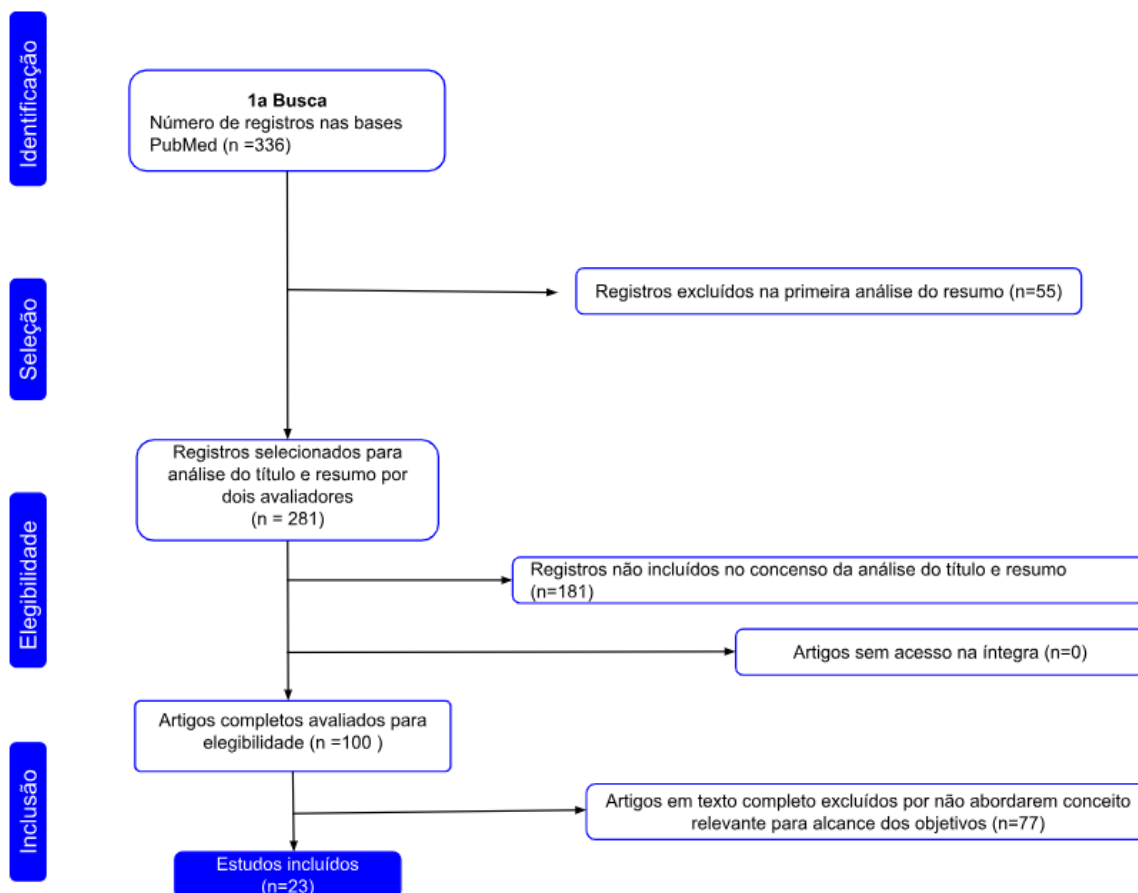 Identificação
1a Busca
Número de registros nas bases
PubMed (n =336)
Seleção
Registros excluídos na primeira análise do resumo (n=55)
Registros selecionados para
análise do título e resumo por
dois avaliadores
(n = 281)
Elegibilidade
Registros não incluídos no concenso da análise do título e resumo
(n=181)
Artigos sem acesso na íntegra (n=0)
Artigos completos avaliados para
elegibilidade (n =100 )
Inclusão
Artigos em texto completo excluídos por não abordarem conceito
relevante para alcance dos objetivos (n=77)
Estudos incluídos
(n=23)